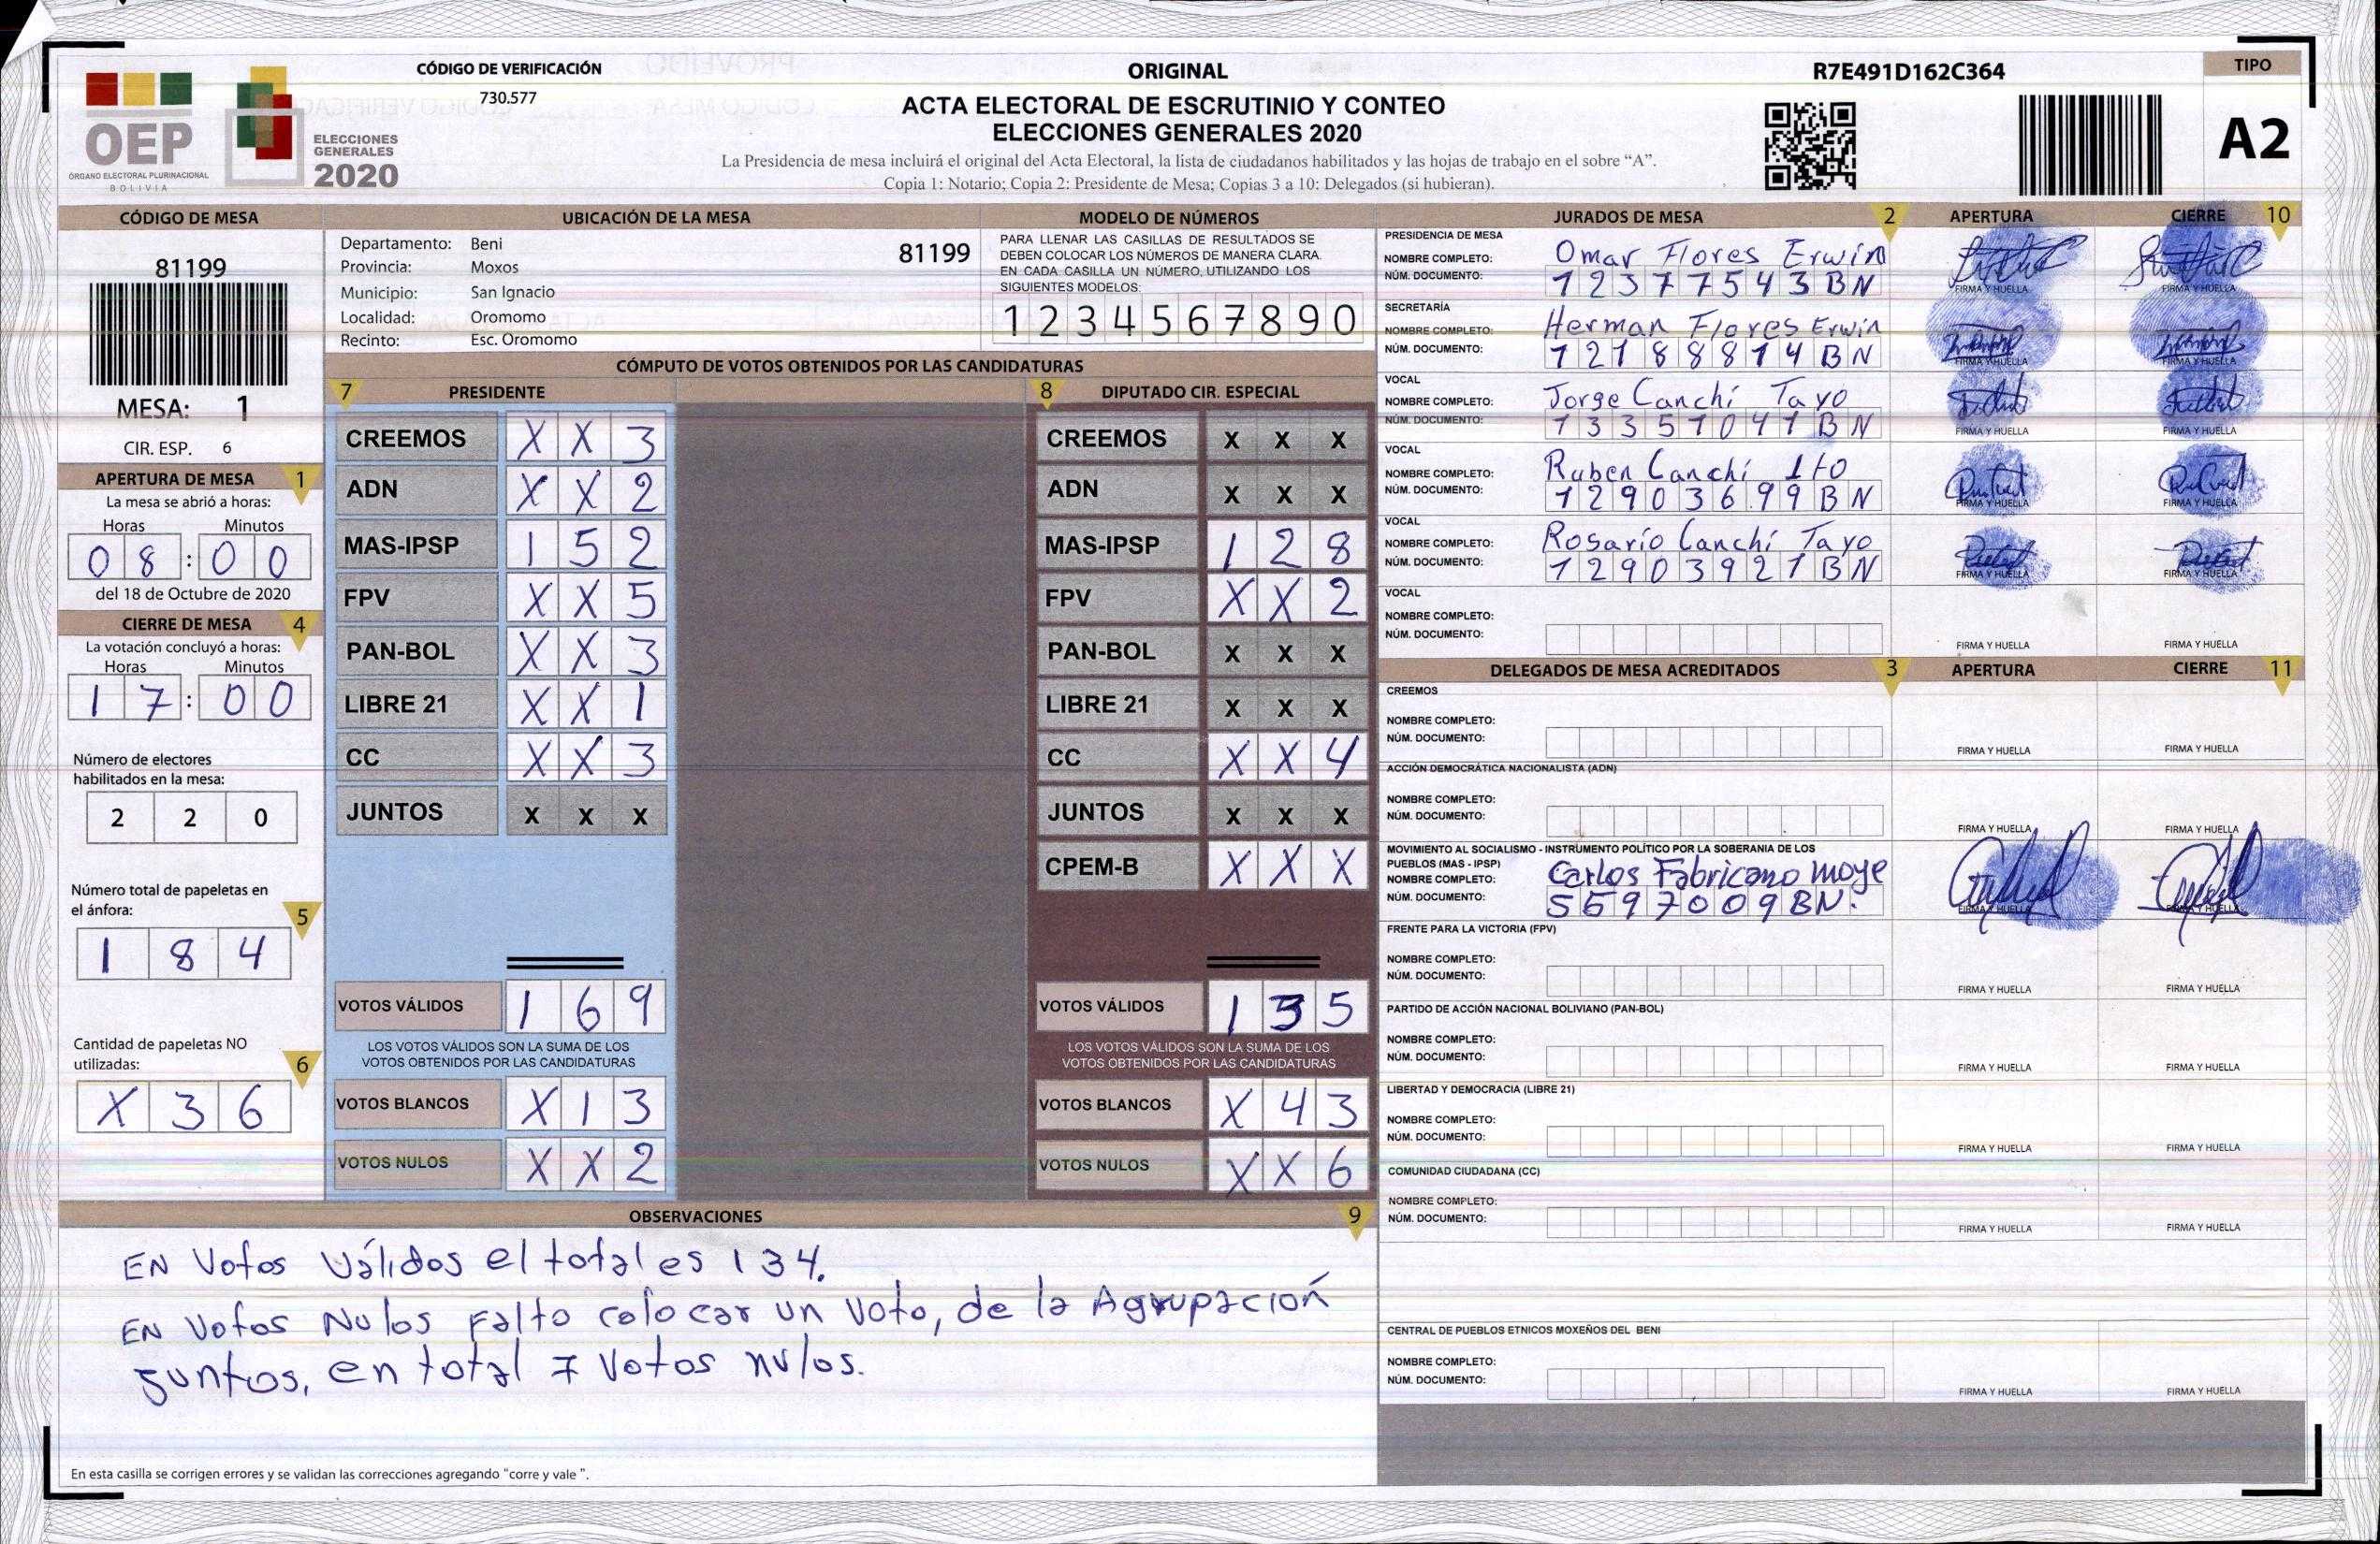 CÓDIGO DE VERIFICACIÓN
730.577
ORIGINAL
ACTA ELECTORAL DE ESCRUTINIO Y CONTEO
ELECCIONES GENERALES 2020
La Presidencia de mesa incluirá el original del Acta Electoral, la lista de ciudadanos habilitados y las hojas de trabajo en el sobre “A”.
Copia 1: Notario; Copia 2: Presidente de Mesa; Copias 3 a 10: Delegados (si hubieran).
R7E491D162C364
TIPO
A2
OEP
ÓRGANO ELECTORAL PLURINACIONAL
BOLIVIA
ELECCIONES
GENERALES
2020
CÓDIGO DE MESA
81199
MESA: 1
CIR. ESP. 6
APERTURA DE MESA 1
La mesa se abrió a horas:
Horas Minutos
0 8 : 0 0
del 18 de Octubre de 2020
CIERRE DE MESA 4
La votación concluyó a horas:
Horas Minutos
1 7 : 0 0
Número de electores
habilitados en la mesa:
2 2 0
Número total de papeletas en
el ánfora: 5
1 8 4
Cantidad de papeletas NO
utilizadas: 6
X 3 6
UBICACIÓN DE LA MESA
Departamento: Beni 81199
Provincia: Moxos
Municipio: San Ignacio
Localidad: Oromomo
Recinto: Esc. Oromomo
MODELO DE NÚMEROS
PARA LLENAR LAS CASILLAS DE RESULTADOS SE
DEBEN COLOCAR LOS NÚMEROS DE MANERA CLARA.
EN CADA CASILLA UN NÚMERO, UTILIZANDO LOS
SIGUIENTES MODELOS:
1 2 3 4 5 6 7 8 9 0
CÓMPUTO DE VOTOS OBTENIDOS POR LAS CANDIDATURAS
7 PRESIDENTE
CREEMOS X X 3
ADN X X 2
MAS-IPSP 1 5 2
FPV X X 5
PAN-BOL X X 3
LIBRE 21 X X 1
CC X X 3
JUNTOS X X X
VOTOS VÁLIDOS 1 6 9
LOS VOTOS VÁLIDOS SON LA SUMA DE LOS
VOTOS OBTENIDOS POR LAS CANDIDATURAS
VOTOS BLANCOS X 1 3
VOTOS NULOS X X 2
8 DIPUTADO CIR. ESPECIAL
CREEMOS X X X
ADN X X X
MAS-IPSP 1 2 8
FPV X X 2
PAN-BOL X X X
LIBRE 21 X X X
CC X X 4
JUNTOS X X X
CPEM-B X X X
VOTOS VÁLIDOS 1 3 5
LOS VOTOS VÁLIDOS SON LA SUMA DE LOS
VOTOS OBTENIDOS POR LAS CANDIDATURAS
VOTOS BLANCOS X 4 3
VOTOS NULOS X X 6
OBSERVACIONES 9
EN Votos Válidos el total es 134.
EN Votos Nulos Falto colocar un Voto, de la Agrupación
juntos, en total 7 Votos nulos.
En esta casilla se corrigen errores y se validan las correcciones agregando "corre y vale ".
JURADOS DE MESA 2 APERTURA CIERRE 10
PRESIDENCIA DE MESA
NOMBRE COMPLETO: Omar Flores Erwin
NÚM. DOCUMENTO: 12377543BN
FIRMA Y HUELLA FIRMA Y HUELLA
SECRETARÍA
NOMBRE COMPLETO: Herman Flores Erwin
NÚM. DOCUMENTO: 12188814BN
FIRMA Y HUELLA FIRMA Y HUELLA
VOCAL
NOMBRE COMPLETO: Jorge Canchi Tayo
NÚM. DOCUMENTO: 13351041BN
FIRMA Y HUELLA FIRMA Y HUELLA
VOCAL
NOMBRE COMPLETO: Ruben Canchi
NÚM. DOCUMENTO: 12903699BN
FIRMA Y HUELLA FIRMA Y HUELLA
VOCAL
NOMBRE COMPLETO: Rosario Canchi Tayo
NÚM. DOCUMENTO: 12903921BN
FIRMA Y HUELLA FIRMA Y HUELLA
VOCAL
NOMBRE COMPLETO:
NÚM. DOCUMENTO:
FIRMA Y HUELLA FIRMA Y HUELLA
DELEGADOS DE MESA ACREDITADOS 3 APERTURA CIERRE 11
CREEMOS
NOMBRE COMPLETO:
NÚM. DOCUMENTO:
FIRMA Y HUELLA FIRMA Y HUELLA
ACCIÓN DEMOCRÁTICA NACIONALISTA (ADN)
NOMBRE COMPLETO:
NÚM. DOCUMENTO:
FIRMA Y HUELLA FIRMA Y HUELLA
MOVIMIENTO AL SOCIALISMO - INSTRUMENTO POLÍTICO POR LA SOBERANIA DE LOS
PUEBLOS (MAS - IPSP)
NOMBRE COMPLETO: Carlos Fabricano Moye
NÚM. DOCUMENTO: 5597009BN.
FIRMA Y HUELLA FIRMA Y HUELLA
FRENTE PARA LA VICTORIA (FPV)
NOMBRE COMPLETO:
NÚM. DOCUMENTO:
FIRMA Y HUELLA FIRMA Y HUELLA
PARTIDO DE ACCIÓN NACIONAL BOLIVIANO (PAN-BOL)
NOMBRE COMPLETO:
NÚM. DOCUMENTO:
FIRMA Y HUELLA FIRMA Y HUELLA
LIBERTAD Y DEMOCRACIA (LIBRE 21)
NOMBRE COMPLETO:
NÚM. DOCUMENTO:
FIRMA Y HUELLA FIRMA Y HUELLA
COMUNIDAD CIUDADANA (CC)
NOMBRE COMPLETO:
NÚM. DOCUMENTO:
FIRMA Y HUELLA FIRMA Y HUELLA
CENTRAL DE PUEBLOS ETNICOS MOXEÑOS DEL BENI
NOMBRE COMPLETO:
NÚM. DOCUMENTO:
FIRMA Y HUELLA FIRMA Y HUELLA